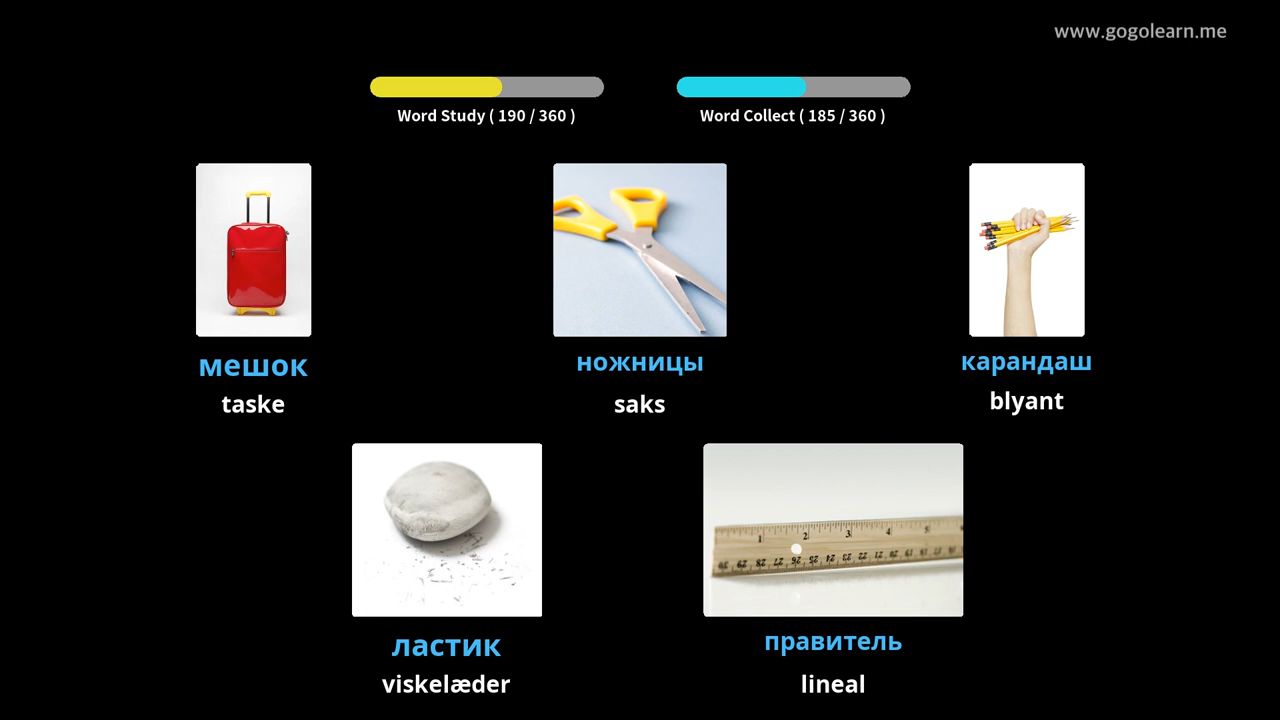 www.gogolearn.me
Word Study ( 190 / 360 )
Word Collect ( 185 / 360 )
мешок
taske
ножницы
saks
карандаш
blyant
ластик
viskelæder
правитель
lineal